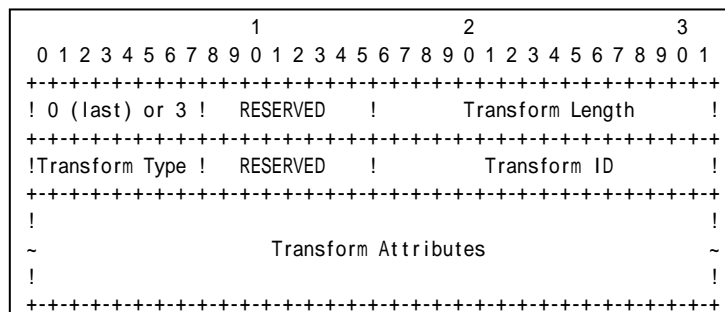 1                   2                   3
 0 1 2 3 4 5 6 7 8 9 0 1 2 3 4 5 6 7 8 9 0 1 2 3 4 5 6 7 8 9 0 1
+-+-+-+-+-+-+-+-+-+-+-+-+-+-+-+-+-+-+-+-+-+-+-+-+-+-+-+-+-+-+-+-+
! 0 (last) or 3 !   RESERVED    !        Transform Length       !
+-+-+-+-+-+-+-+-+-+-+-+-+-+-+-+-+-+-+-+-+-+-+-+-+-+-+-+-+-+-+-+-+
!Transform Type !   RESERVED    !          Transform ID         !
+-+-+-+-+-+-+-+-+-+-+-+-+-+-+-+-+-+-+-+-+-+-+-+-+-+-+-+-+-+-+-+-+
!                                                               !
~                      Transform Attributes                     ~
!                                                               !
+-+-+-+-+-+-+-+-+-+-+-+-+-+-+-+-+-+-+-+-+-+-+-+-+-+-+-+-+-+-+-+-+